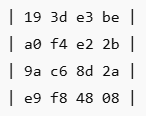 | 19 3d e3 be |
| a0 f4 e2 2b |
| 9a c6 8d 2a |
| e9 f8 48 08 |